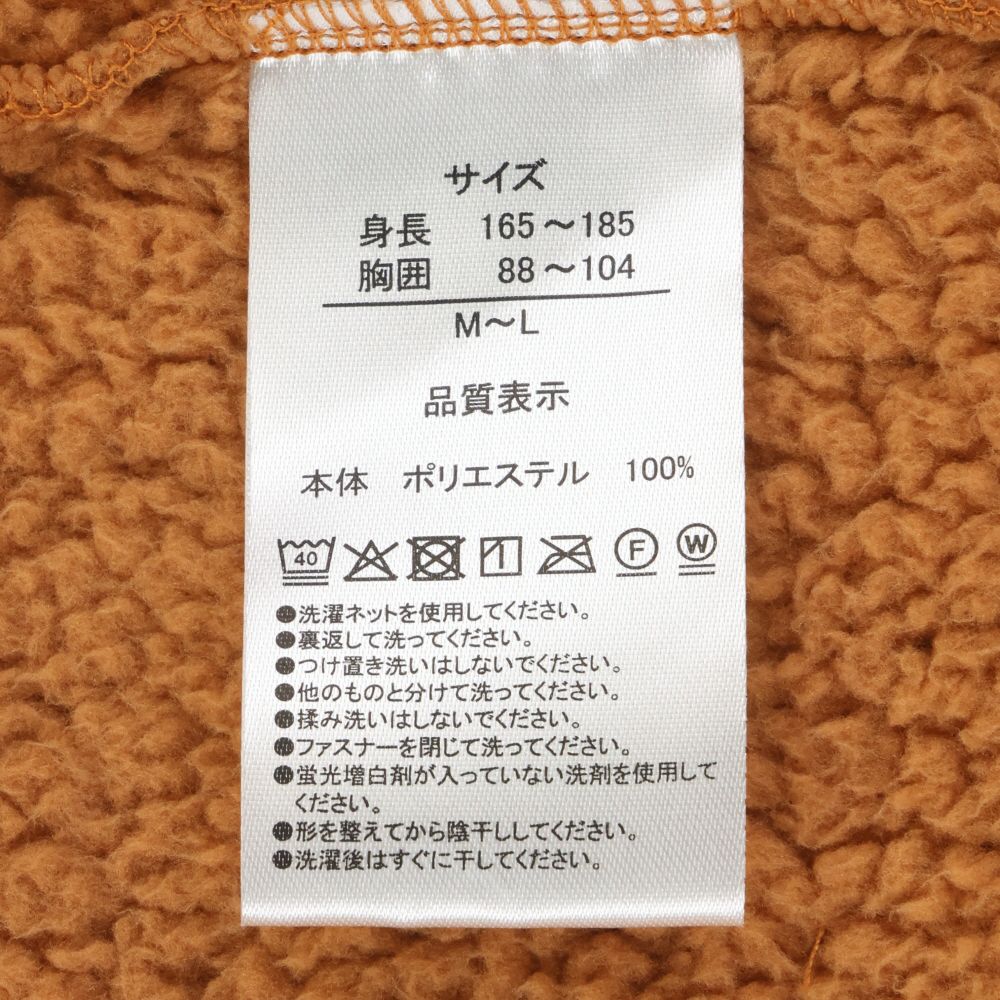 サイズ
身長 165～185
胸囲 88～104
M～L
品質表示
本体 ポリエステル 100%
40 F W
●洗濯ネットを使用してください。
●裏返して洗ってください。
●つけ置き洗いはしないでください。
●他のものと分けて洗ってください。
●揉み洗いはしないでください。
●ファスナーを閉じて洗ってください。
●蛍光増白剤が入っていない洗剤を使用して
ください。
●形を整えてから陰干ししてください。
●洗濯後はすぐに干してください。